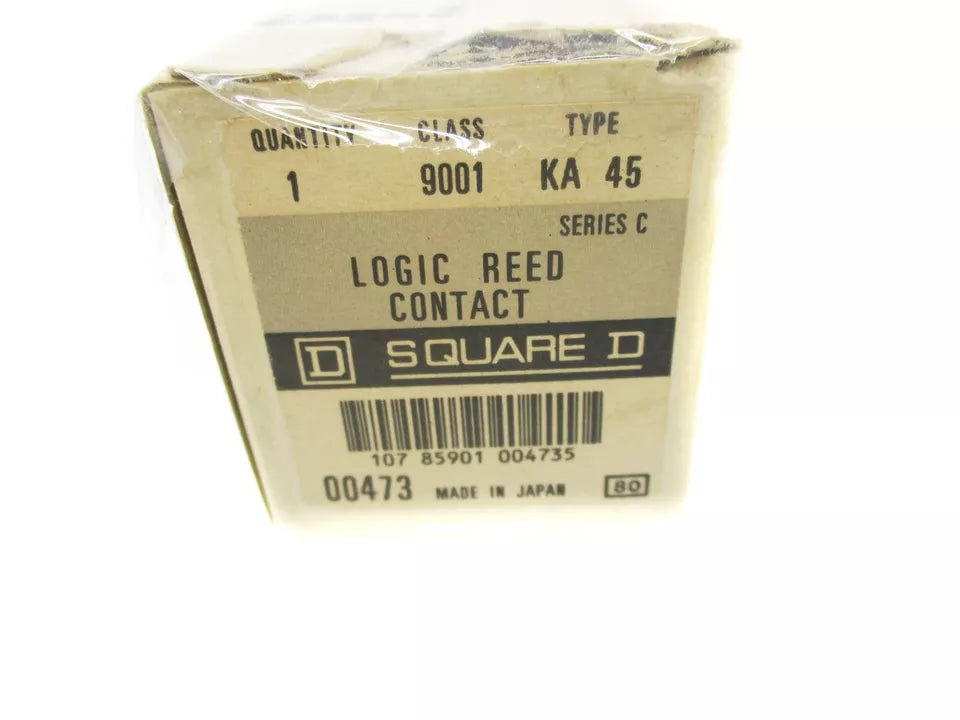 QUANTITY CLASS TYPE
1 9001 KA 45
SERIES C
LOGIC REED
CONTACT
D SQUARE D
107 85901 004735
00473 MADE IN JAPAN 80